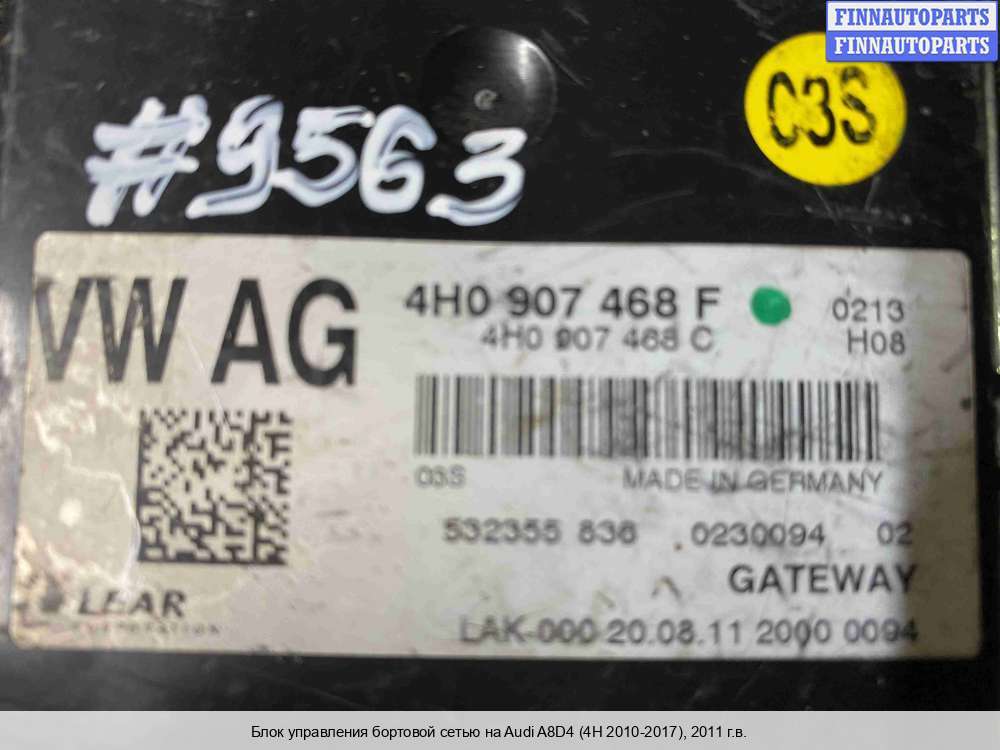 FINNAUTOPARTS
FINNAUTOPARTS
C3S
#9563
VW AG
4H0 907 468 F
0213
4H0 907 468 C
H08
03S
MADE IN GERMANY
532355 836 0230094 02
GATEWAY
LEAR
CORPORATION
LAK-000 20.08.11 2000 0094
Блок управления бортовой сетью на Audi A8D4 (4H 2010-2017), 2011 г.в.